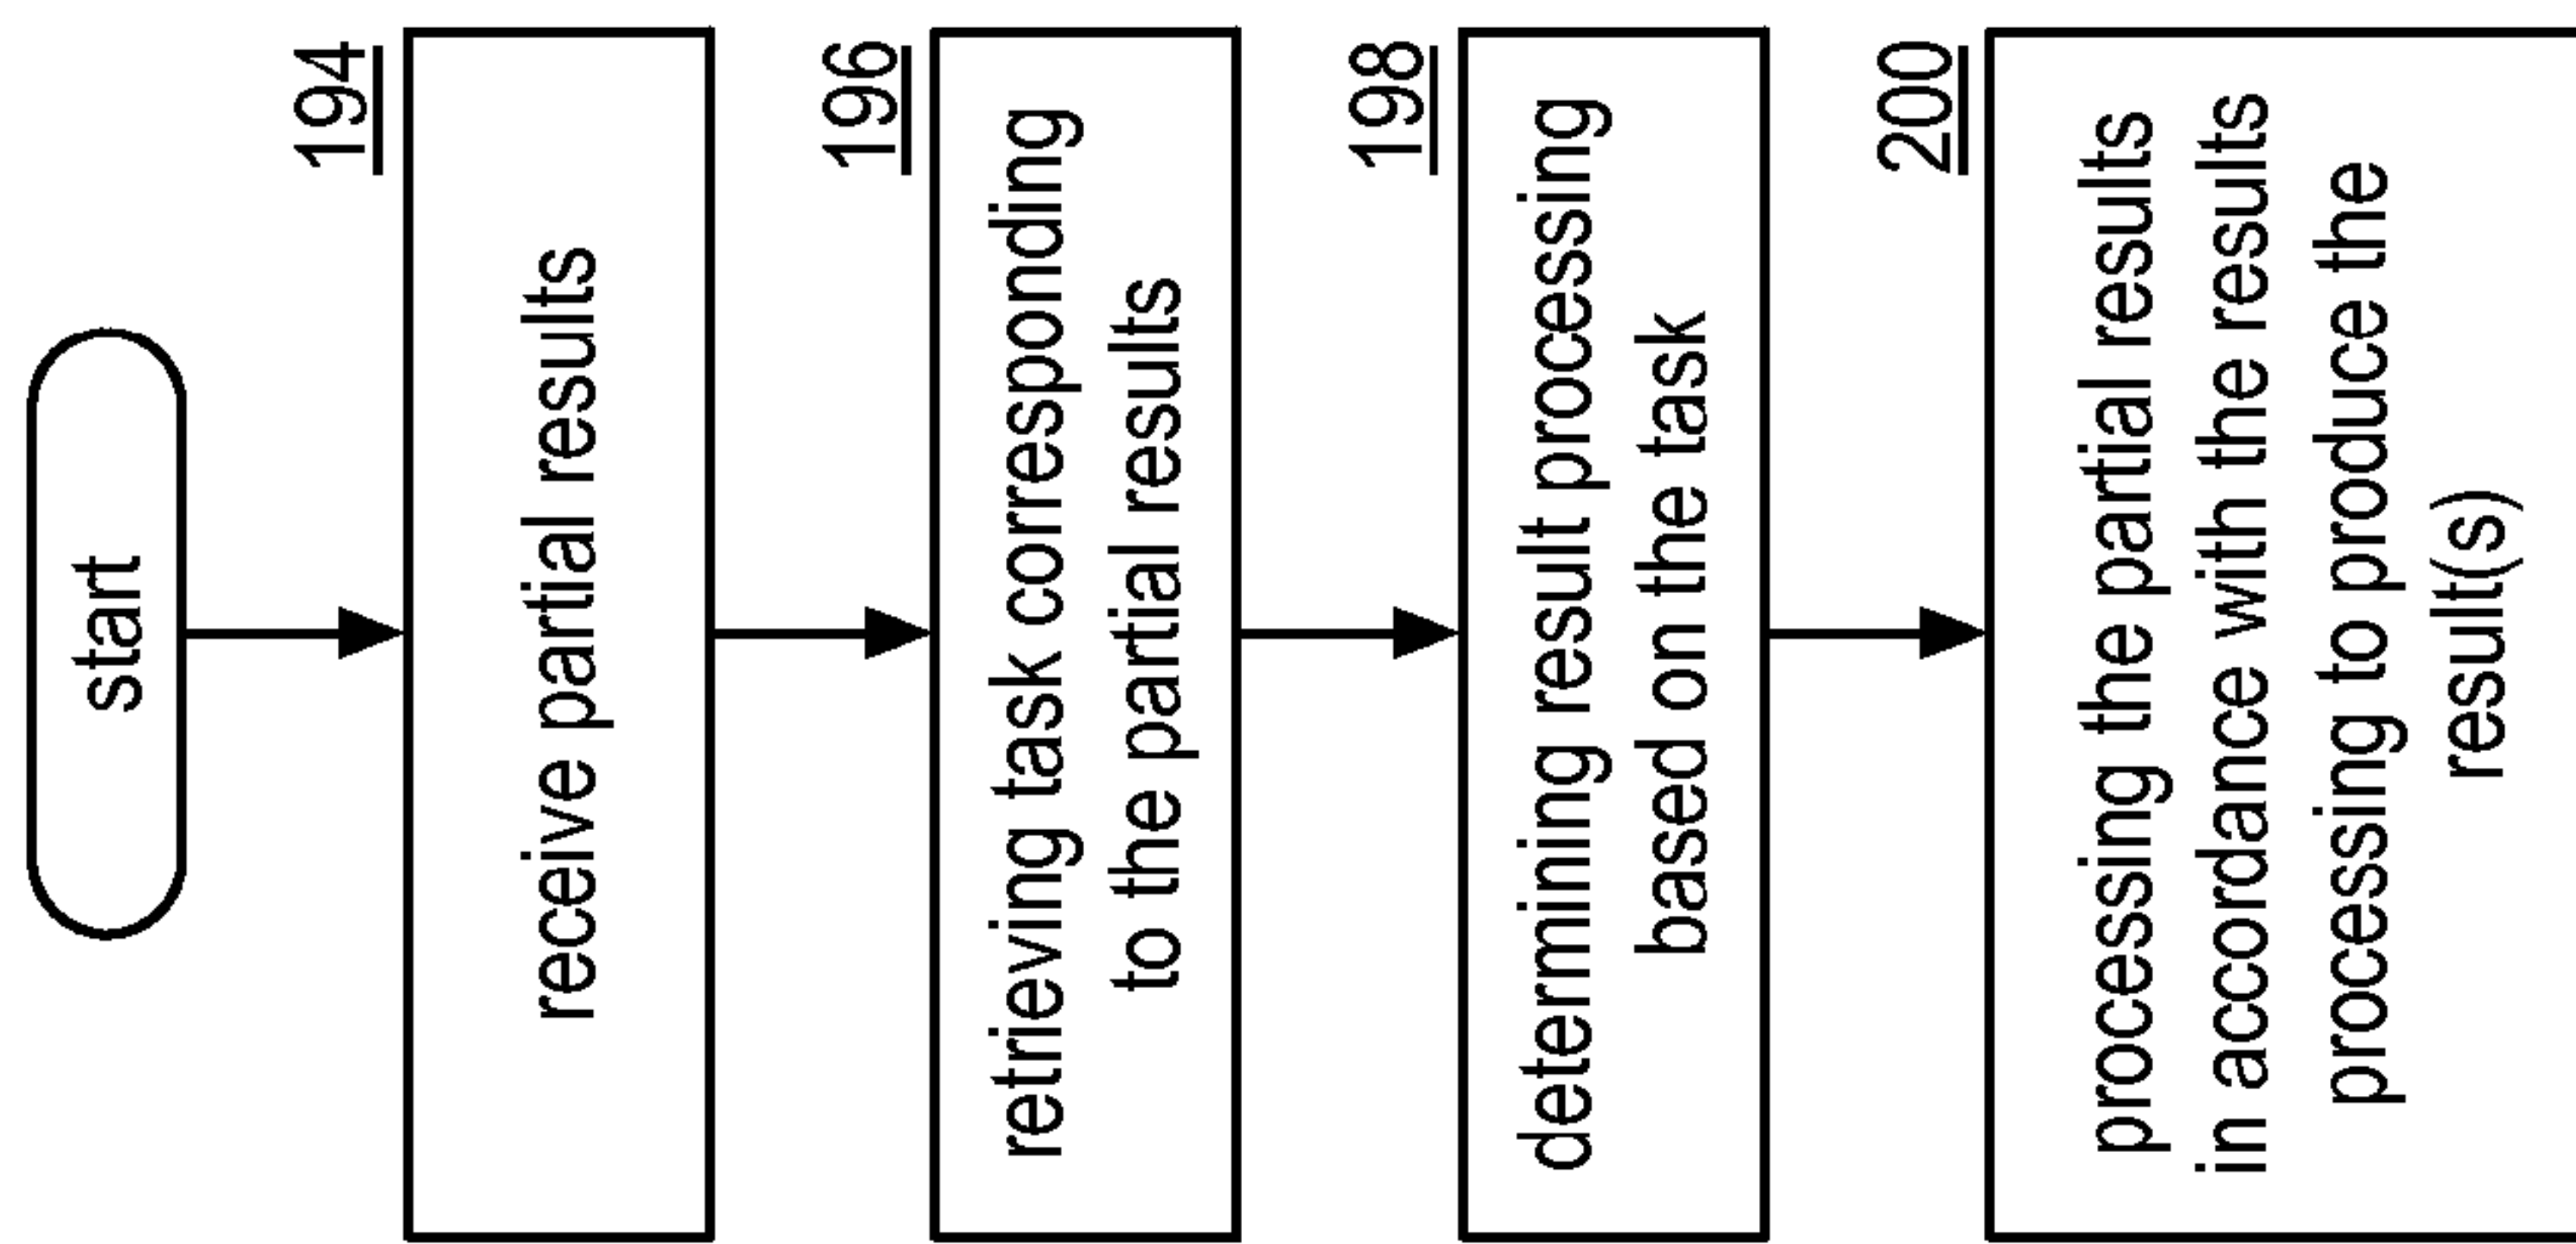 start
194
receive partial results
196
retrieving task corresponding
to the partial results
198
determining result processing
based on the task
200
processing the partial results
in accordance with the results
processing to produce the
result(s)